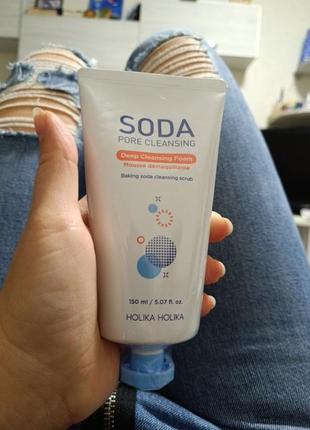 SODA
PORE CLEANSING
Deep Cleansing Foam
Mousse démaquillante
Baking soda cleansing scrub
150 ml / 5.07 fl. oz.
HOLIKA HOLIKA